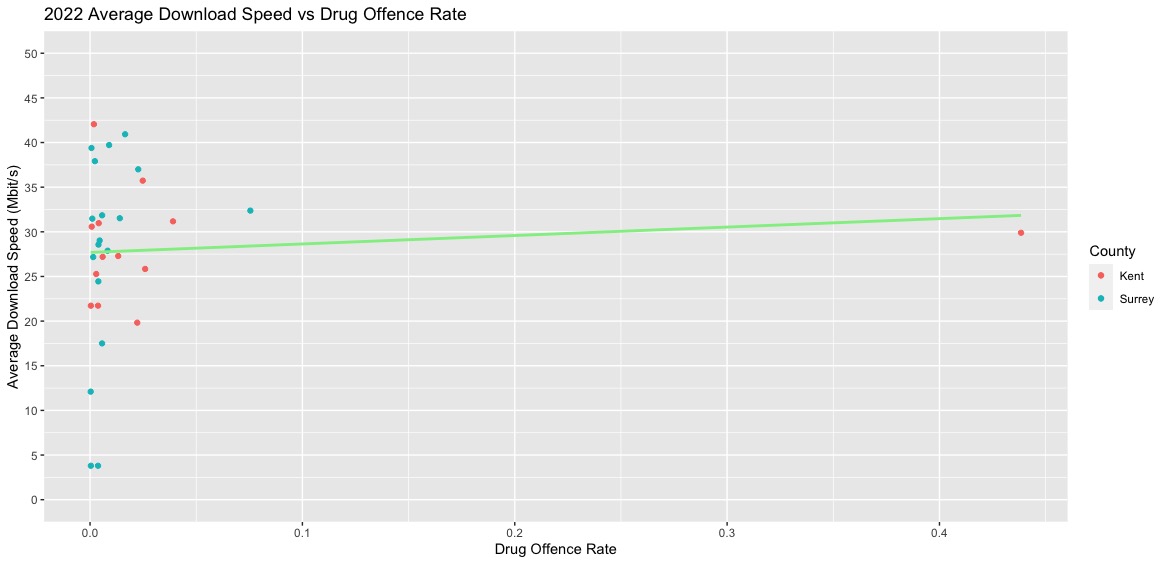 2022 Average Download Speed vs Drug Offence Rate
50
45
40
35
30
25
20
15
10
5
0
Average Download Speed (Mbit/s)
0.0
0.1
0.2
0.3
0.4
Drug Offence Rate
County
Kent
Surrey